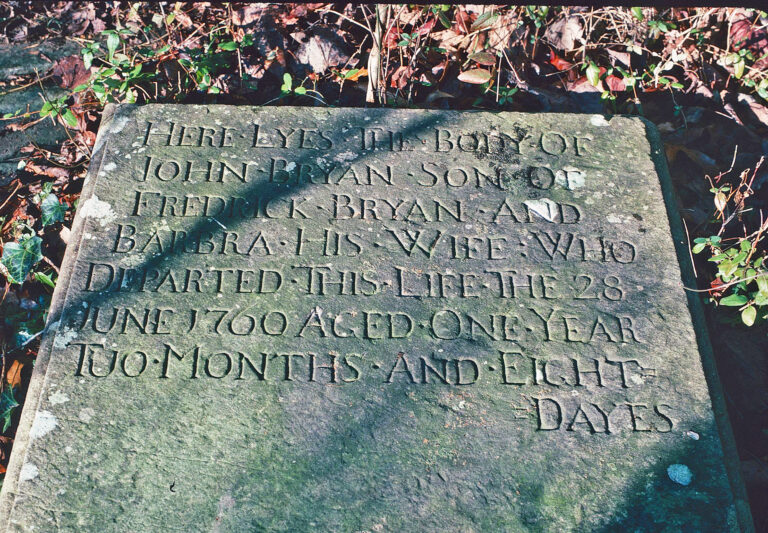 HERE·LYES THE·BODY·OF
JOHN·BRYAN·SON·OF
FREDRICK·BRYAN·AND
BARBRA·HIS·WIFE·WHO
DEPARTED·THIS·LIFE·THE 28
JUNE 1760 AGED·ONE·YEAR
TUO·MONTHS·AND·EIGHT=
=DAYES